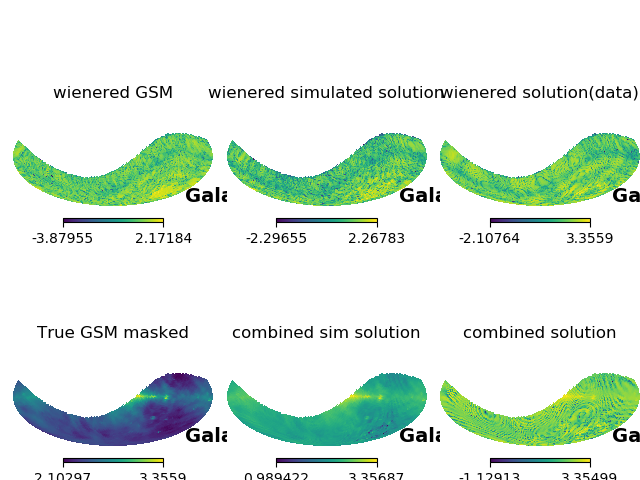 wienered GSM
wienered simulated solution
wienered solution(data)
Gala
Gala
Ga
-3.87955 2.17184
-2.29655 2.26783
-2.10764 3.3559
True GSM masked
combined sim solution
combined solution
Gala
Gala
Ga
2.10297 3.3559
0.989422 3.35687
-1.12913 3.35499